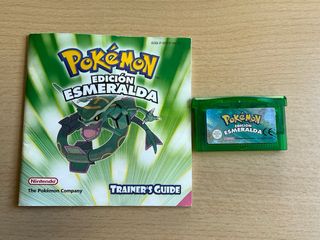 POKÉMON
EDICIÓN
ESMERALDA
Nintendo
The Pokémon Company
TRAINER'S GUIDE
POKÉMON
EDICIÓN
ESMERALDA